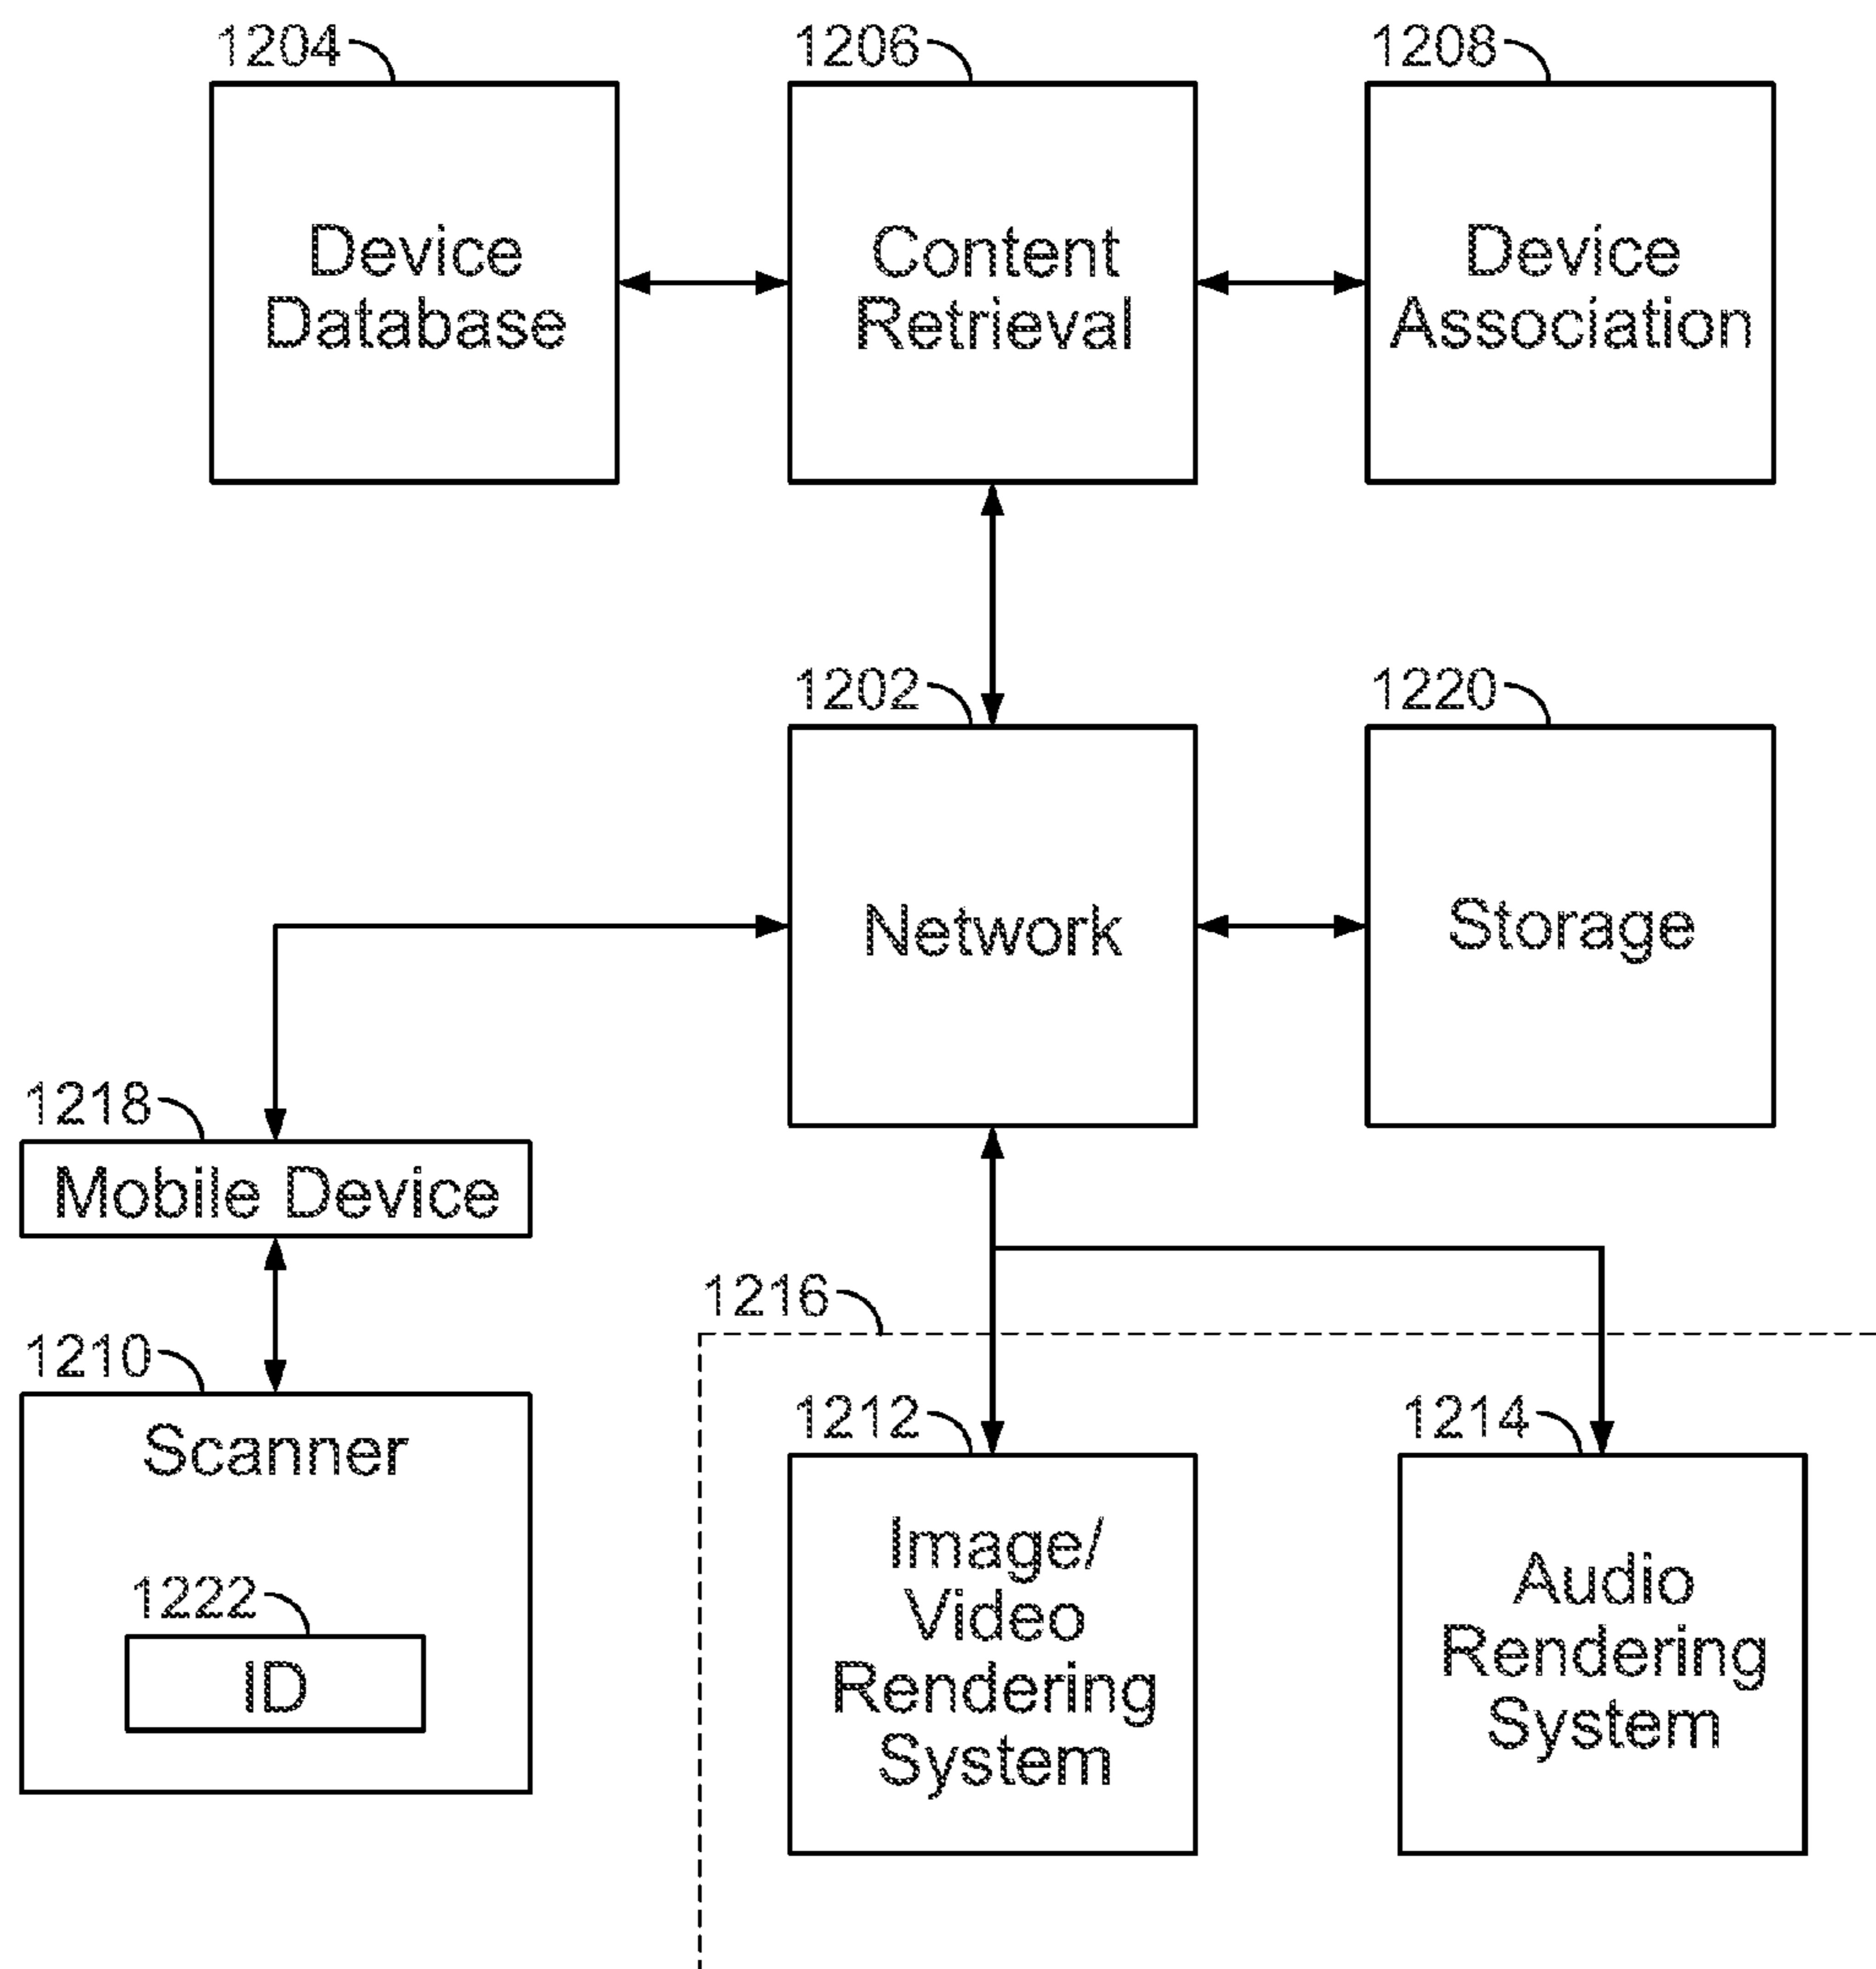 1204
1206
1208
Device
Database
Content
Retrieval
Device
Association
1202
1220
Network
Storage
1218
Mobile Device
1216
1210
Scanner
1222
ID
1212
1214
Image/
Video
Rendering
System
Audio
Rendering
System